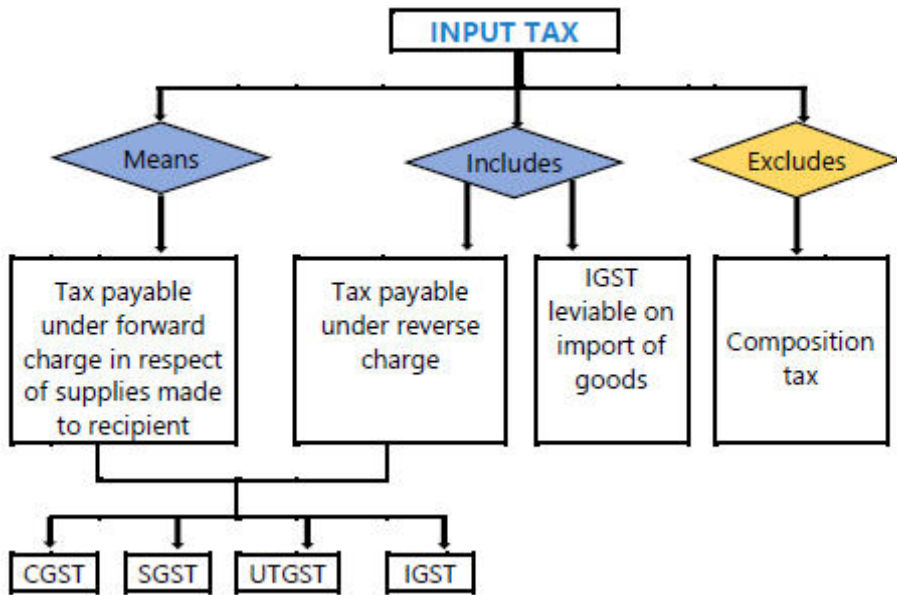 INPUT TAX
Means
Includes
Excludes
Tax payable
under forward
charge in respect
of supplies made
to recipient
Tax payable
under reverse
charge
IGST
leviable on
import of
goods
Composition
tax
CGST
SGST
UTGST
IGST